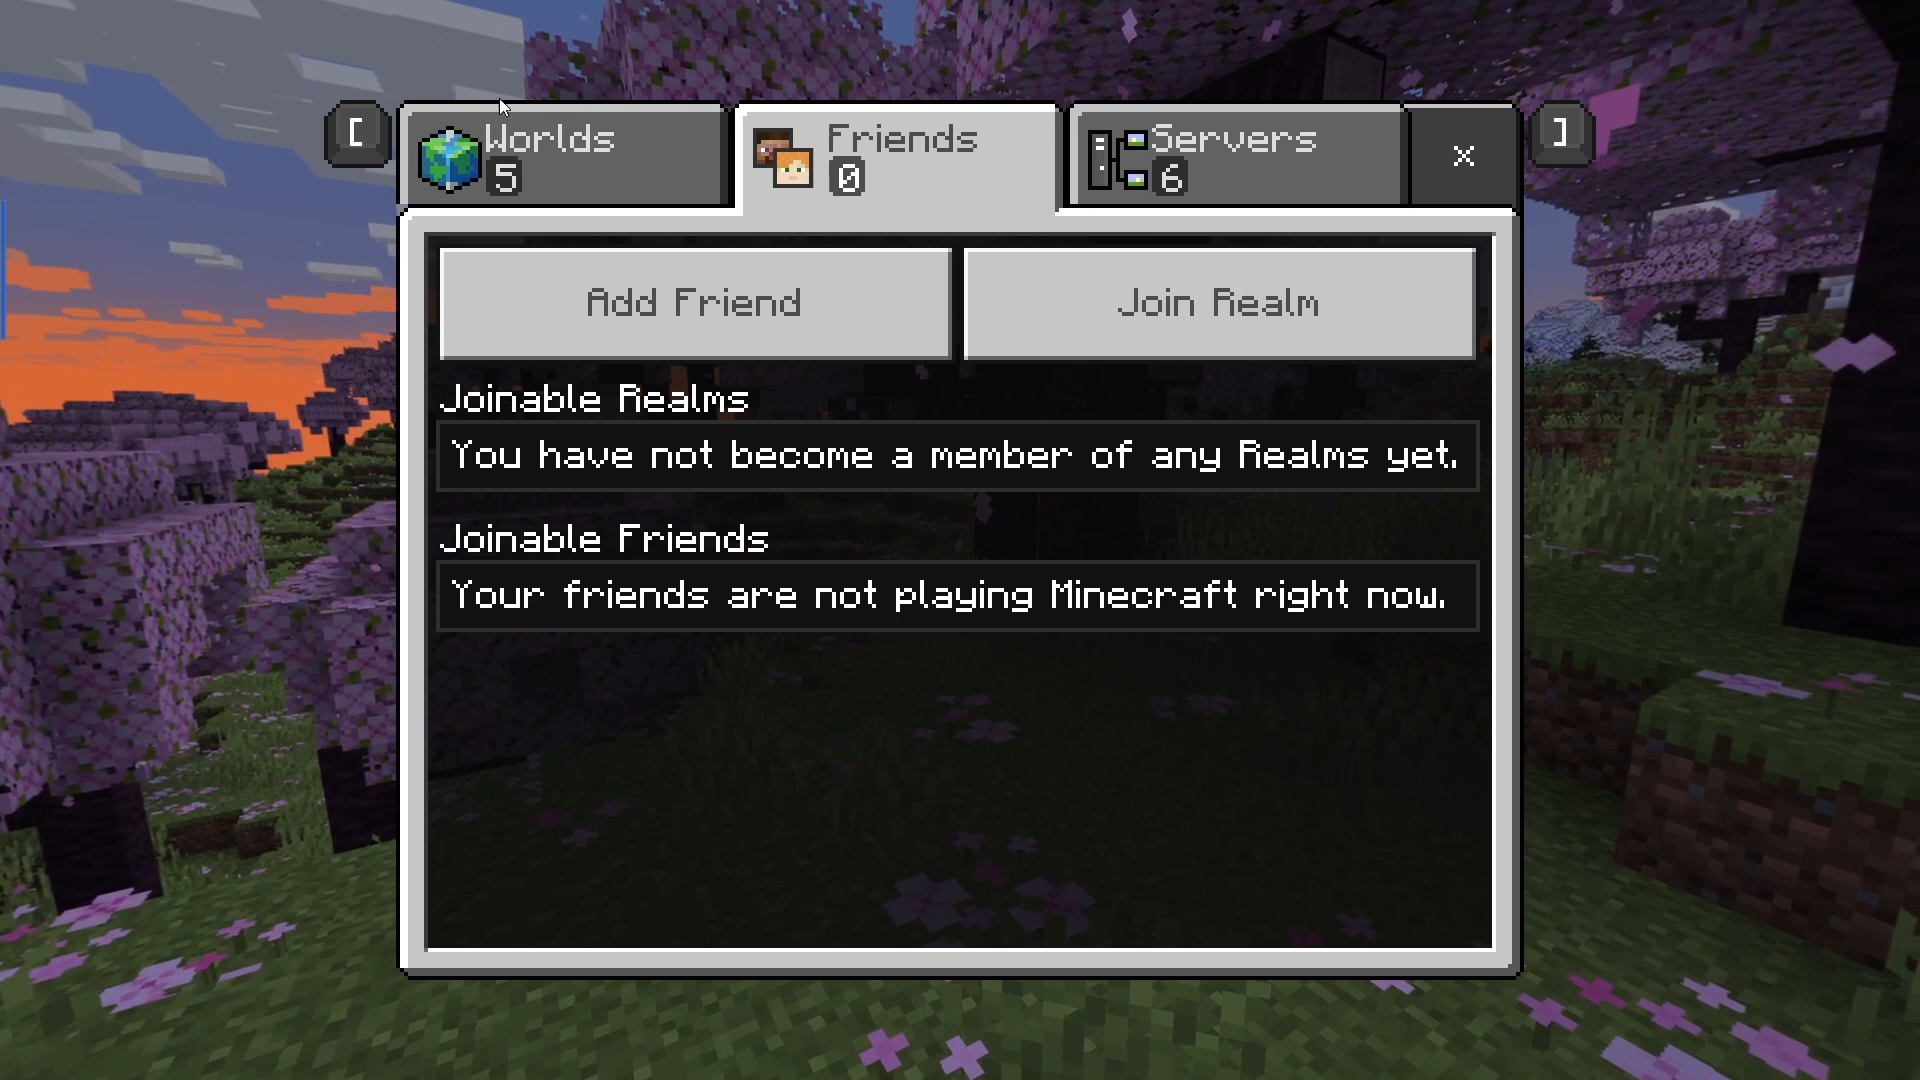 [
Worlds
5
Friends
0
Servers
6
x
]
Add Friend
Join Realm
Joinable Realms
You have not become a member of any Realms yet.
Joinable Friends
Your friends are not playing Minecraft right now.